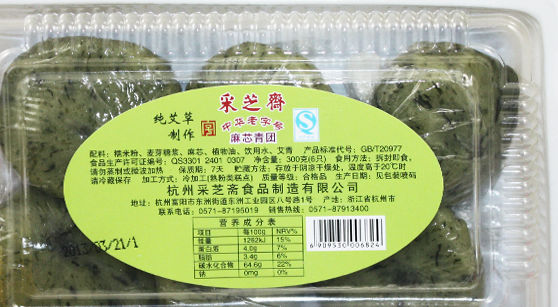 采芝齋
纯艾草
制作
中华老字号
麻芯青团
配料：糯米粉、麦芽糖浆、麻芯、植物油、饮用水、艾青 产品标准代号：GB/T20977
食品生产许可证编号：QS3301 2401 0307 净含量：300克(6只) 食用方法：拆封即食，
请勿蒸制或微波加热 保质期：7天 贮藏方法：存放于阴凉干燥处，温度高于20℃时
请冷藏保存 加工方式：冷加工(熟粉类糕点) 质量等级：合格品 生产日期：见包装喷码
杭州采芝斋食品制造有限公司
地址：杭州富阳市东洲街道东洲工业园区八号路1号 产地：浙江省杭州市
联系电话：0571-87195019 销售热线：0571-87913400
营养成分表
项目 每100g NRV%
能量 1262kJ 15%
蛋白质 4.0g 7%
脂肪 3.4g 6%
碳水化合物 64.6g 22%
钠 0mg 0%
6 909530 006824